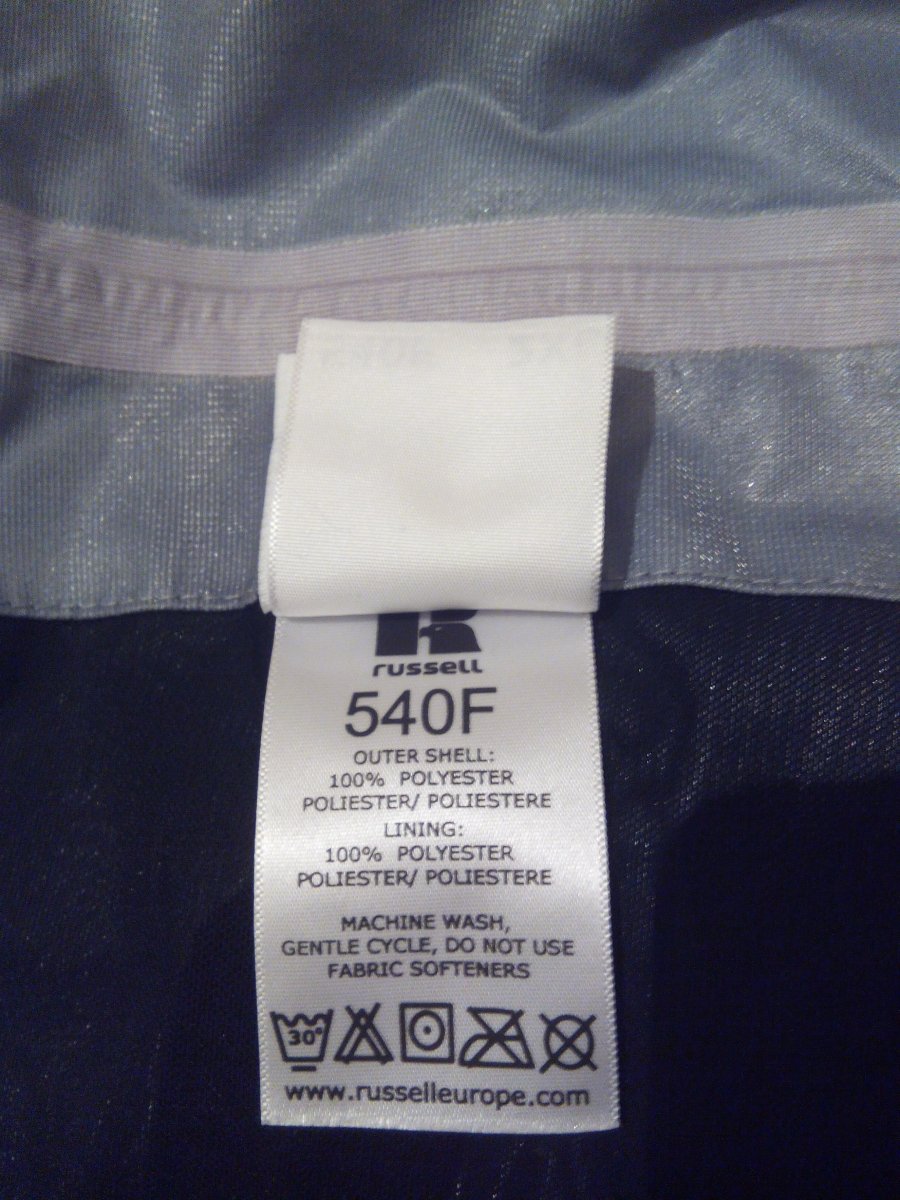 russell
540F
OUTER SHELL:
100% POLYESTER
POLIESTER/ POLIESTERE
LINING:
100% POLYESTER
POLIESTER/ POLIESTERE
MACHINE WASH,
GENTLE CYCLE, DO NOT USE
FABRIC SOFTENERS
30°
www.russelleurope.com